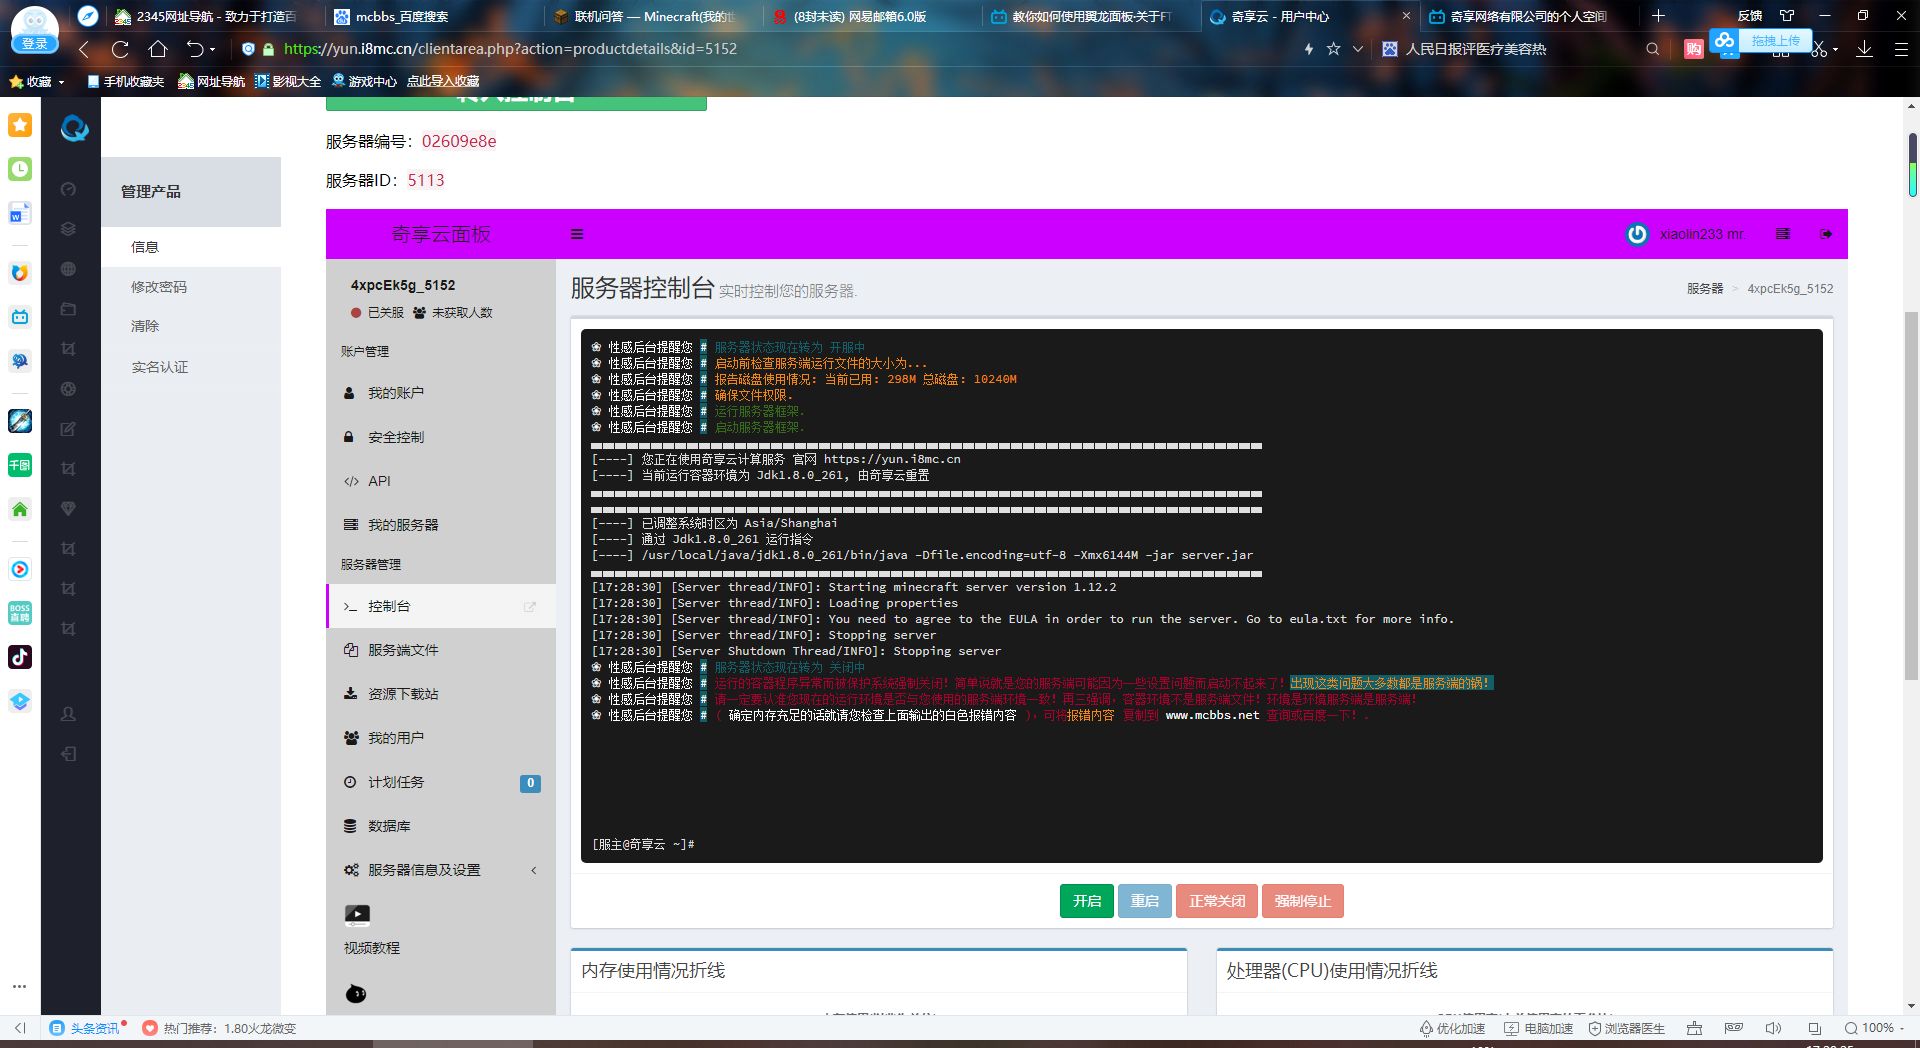 登录
2345网址导航 - 致力于打造百
mcbbs_百度搜索
联机问答 — Minecraft(我的世
(8封未读) 网易邮箱6.0版
教你如何使用翼龙面板-关于FT
奇享云 - 用户中心
奇享网络有限公司的个人空间
反馈
https://yun.i8mc.cn/clientarea.php?action=productdetails&id=5152
人民日报评医疗美容热
购
拖拽上传
收藏
手机收藏夹
网址导航
影视大全
游戏中心
点此导入收藏
服务器编号：02609e8e
服务器ID：5113
管理产品
信息
修改密码
清除
实名认证
奇享云面板
xiaolin233 mr.
4xpcEk5g_5152
已关服 未获取人数
账户管理
我的账户
安全控制
API
我的服务器
服务器管理
控制台
服务端文件
资源下载站
我的用户
计划任务 0
数据库
服务器信息及设置
视频教程
千图
BOSS直聘
服务器控制台 实时控制您的服务器.
服务器 > 4xpcEk5g_5152
性感后台提醒您 # 服务器状态现在转为 开服中
性感后台提醒您 # 启动前检查服务端运行文件的大小为...
性感后台提醒您 # 报告磁盘使用情况: 当前已用: 298M 总磁盘: 10240M
性感后台提醒您 # 确保文件权限.
性感后台提醒您 # 运行服务器框架.
性感后台提醒您 # 启动服务器框架.
[----] 您正在使用奇享云计算服务 官网 https://yun.i8mc.cn
[----] 当前运行容器环境为 Jdk1.8.0_261, 由奇享云重置
[----] 已调整系统时区为 Asia/Shanghai
[----] 通过 Jdk1.8.0_261 运行指令
[----] /usr/local/java/jdk1.8.0_261/bin/java -Dfile.encoding=utf-8 -Xmx6144M -jar server.jar
[17:28:30] [Server thread/INFO]: Starting minecraft server version 1.12.2
[17:28:30] [Server thread/INFO]: Loading properties
[17:28:30] [Server thread/INFO]: You need to agree to the EULA in order to run the server. Go to eula.txt for more info.
[17:28:30] [Server thread/INFO]: Stopping server
[17:28:30] [Server Shutdown Thread/INFO]: Stopping server
性感后台提醒您 # 服务器状态现在转为 关闭中
性感后台提醒您 # 运行的容器程序异常而被保护系统强制关闭! 简单说就是您的服务端可能因为一些设置问题而启动不起来了! 出现这类问题大多数都是服务端的锅!
性感后台提醒您 # 请一定要认准您现在的运行环境是否与您使用的服务端环境一致! 再三强调, 容器环境不是服务端文件! 环境是环境服务端是服务端!
性感后台提醒您 # ( 确定内存充足的话就请您检查上面输出的白色报错内容 ), 可将报错内容 复制到 www.mcbbs.net 查询或百度一下! .
[服主@奇享云 ~]#
开启
重启
正常关闭
强制停止
内存使用情况折线
处理器(CPU)使用情况折线
头条资讯
热门推荐: 1.80火龙微变
优化加速
电脑加速
浏览器医生
100%